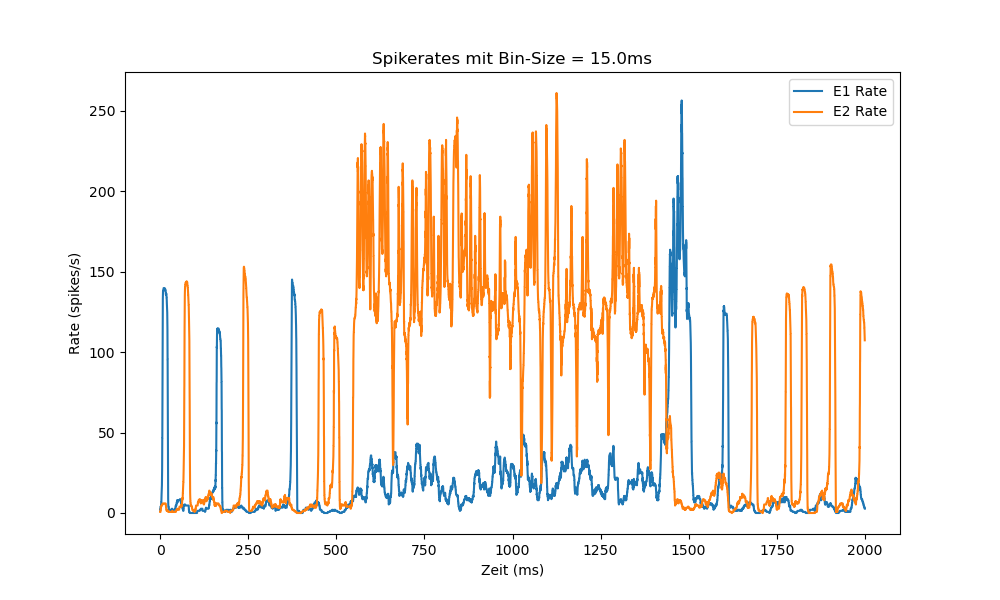 Spikerates mit Bin-Size = 15.0ms
E1 Rate
E2 Rate
250
200
150
100
50
0
Rate (spikes/s)
0 250 500 750 1000 1250 1500 1750 2000
Zeit (ms)